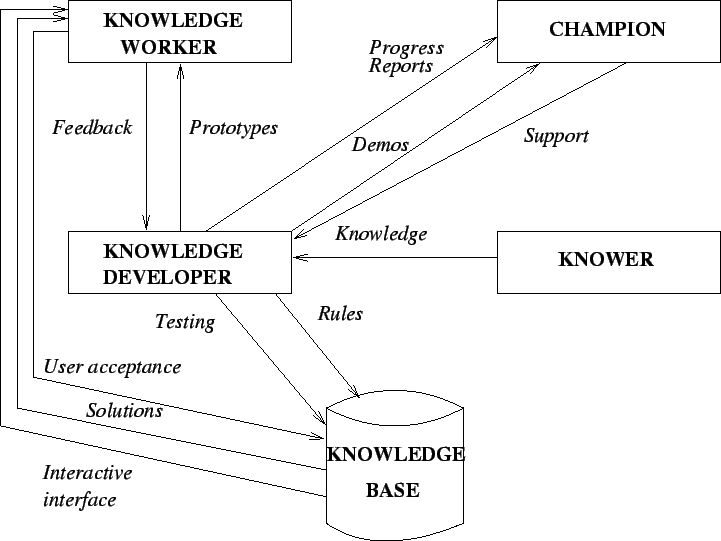 KNOWLEDGE
WORKER
CHAMPION
Progress
Reports
Feedback
Prototypes
Demos
Support
KNOWLEDGE
DEVELOPER
Knowledge
KNOWER
Testing
Rules
User acceptance
Solutions
KNOWLEDGE
BASE
Interactive
interface